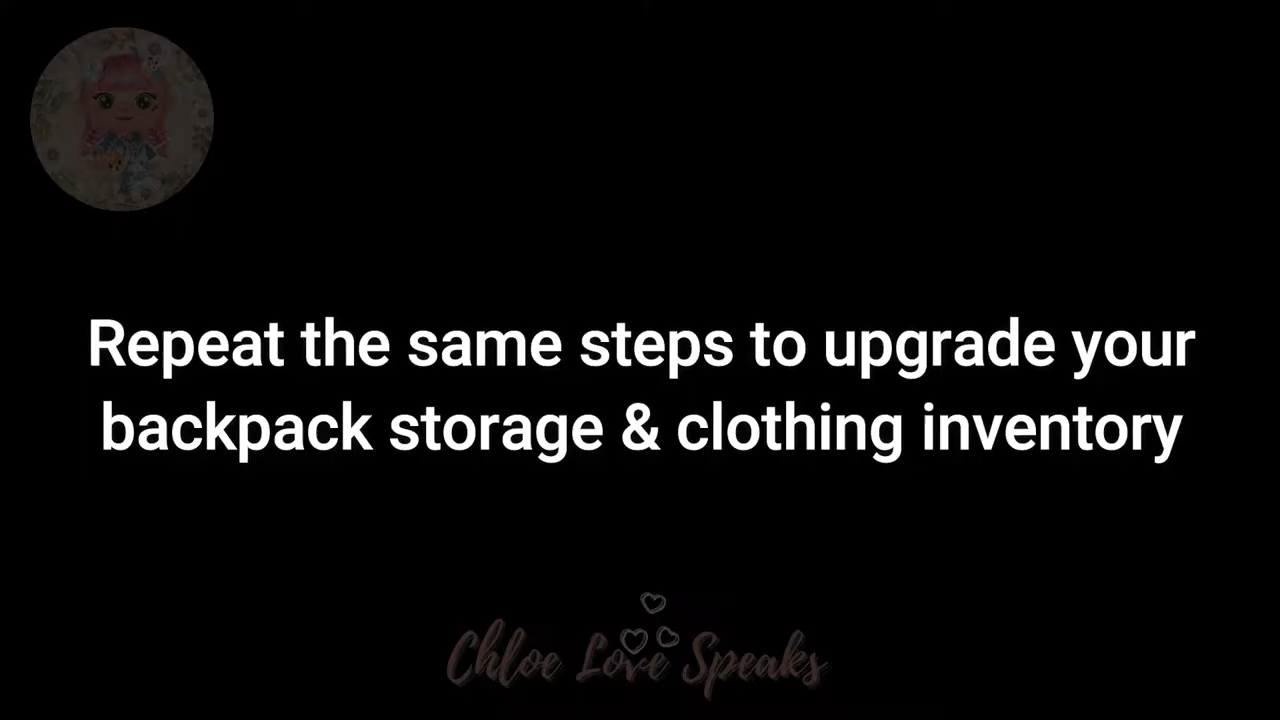 Repeat the same steps to upgrade your
backpack storage & clothing inventory
Chloe Love Speaks